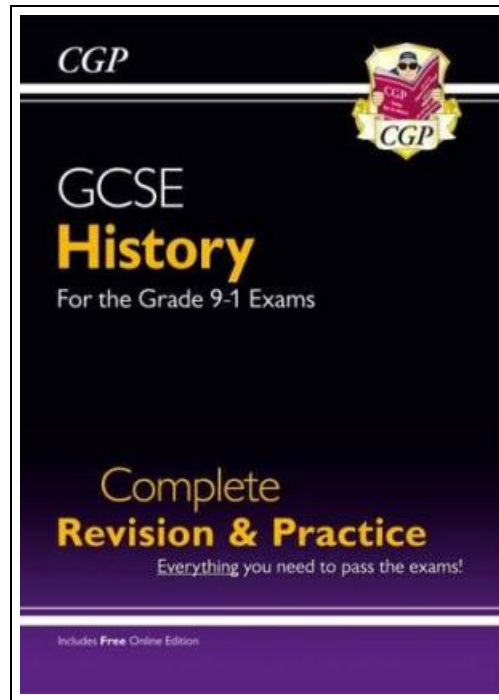 CGP
CGP
CGP
GCSE
History
For the Grade 9-1 Exams
Complete
Revision & Practice
Everything you need to pass the exams!
Includes Free Online Edition